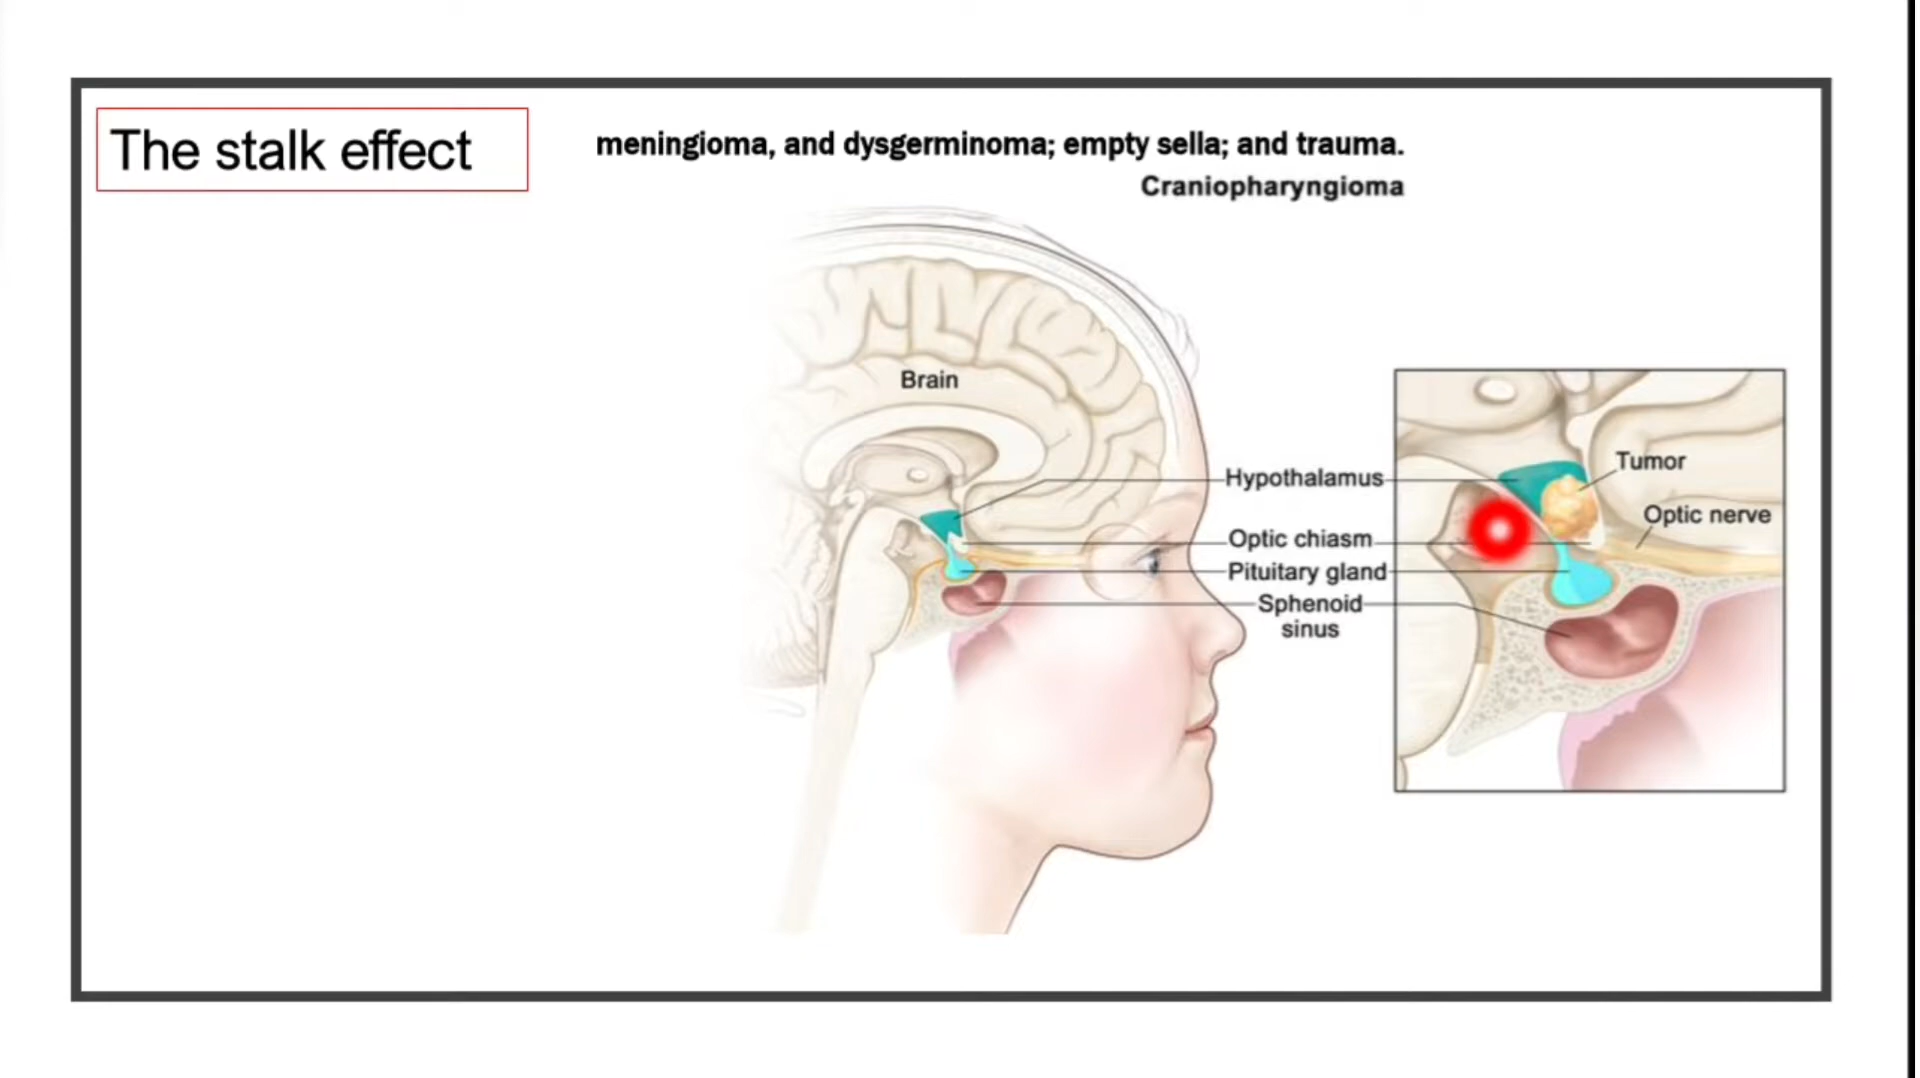 The stalk effect
meningioma, and dysgerminoma; empty sella; and trauma.
Craniopharyngioma
Brain
Hypothalamus
Optic chiasm
Pituitary gland
Sphenoid
sinus
Tumor
Optic nerve